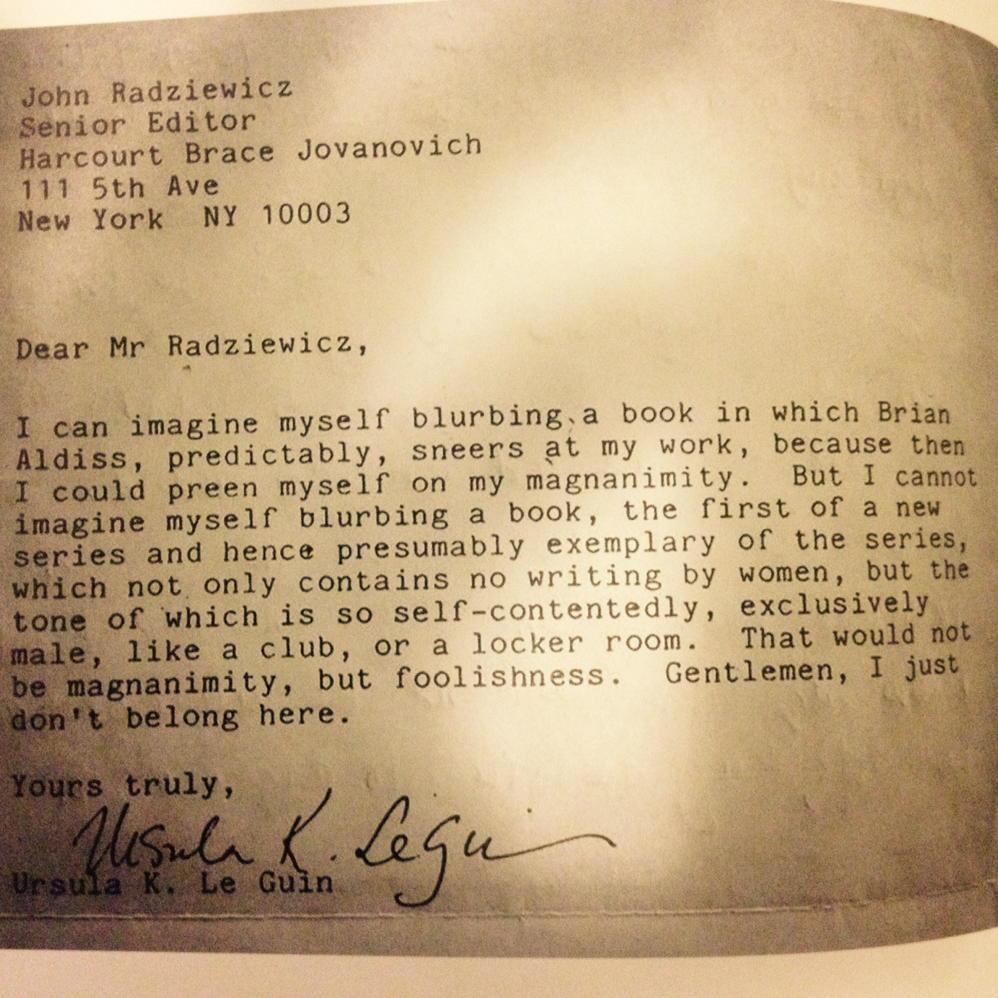 John Radziewicz
Senior Editor
Harcourt Brace Jovanovich
111 5th Ave
New York  NY 10003
Dear Mr Radziewicz,
I can imagine myself blurbing a book in which Brian
Aldiss, predictably, sneers at my work, because then
I could preen myself on my magnanimity.  But I cannot
imagine myself blurbing a book, the first of a new
series and hence presumably exemplary of the series,
which not only contains no writing by women, but the
tone of which is so self-contentedly, exclusively
male, like a club, or a locker room.  That would not
be magnanimity, but foolishness.  Gentlemen, I just
don't belong here.
Yours truly,
Ursula K. LeGuin
Ursula K. Le Guin